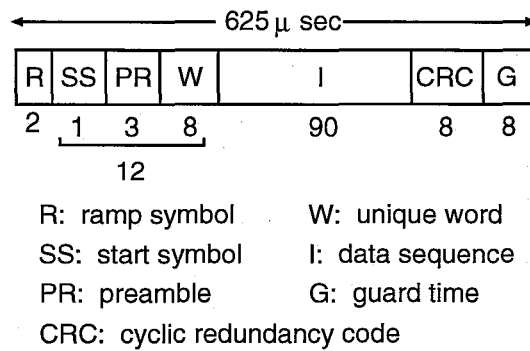 625 μ sec
R SS PR W I CRC G
2 1 3 8 90 8 8
12
R: ramp symbol W: unique word
SS: start symbol I: data sequence
PR: preamble G: guard time
CRC: cyclic redundancy code